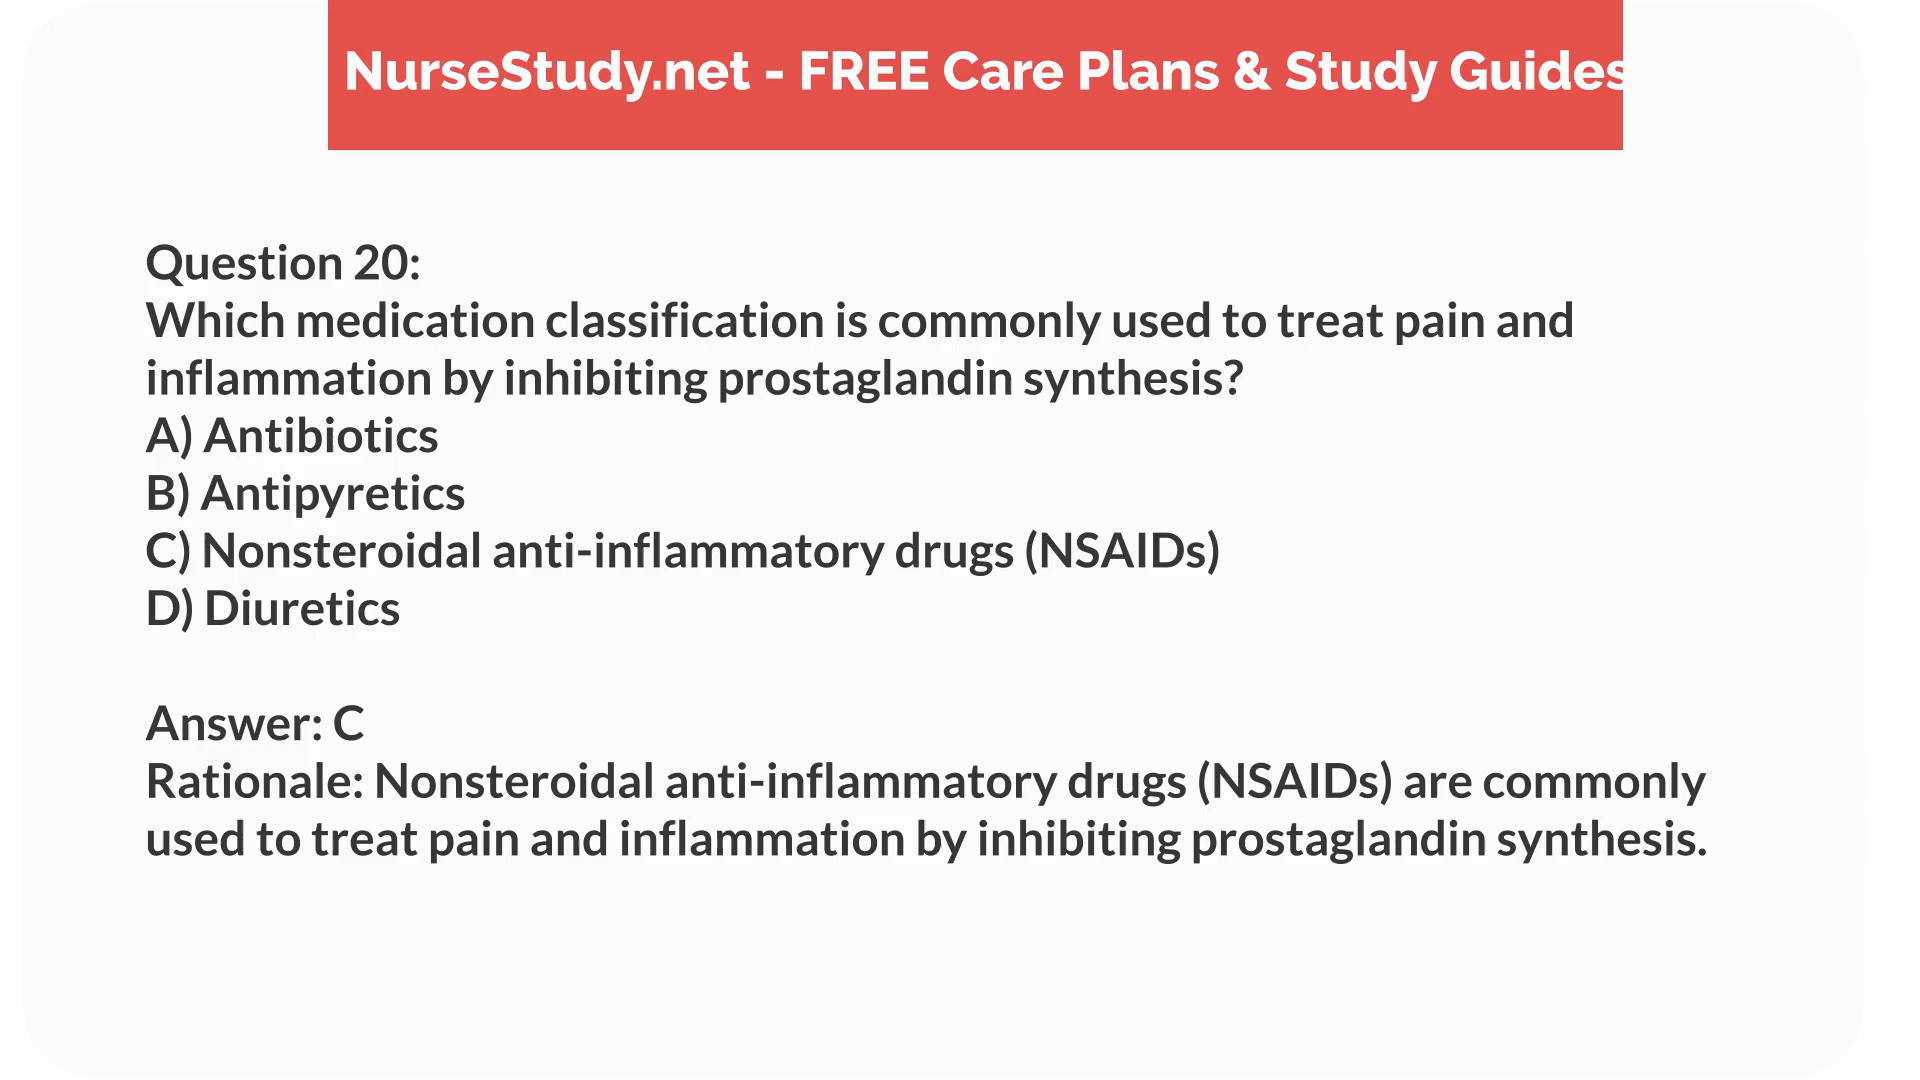 NurseStudy.net - FREE Care Plans & Study Guides
Question 20:
Which medication classification is commonly used to treat pain and
inflammation by inhibiting prostaglandin synthesis?
A) Antibiotics
B) Antipyretics
C) Nonsteroidal anti-inflammatory drugs (NSAIDs)
D) Diuretics
Answer: C
Rationale: Nonsteroidal anti-inflammatory drugs (NSAIDs) are commonly
used to treat pain and inflammation by inhibiting prostaglandin synthesis.